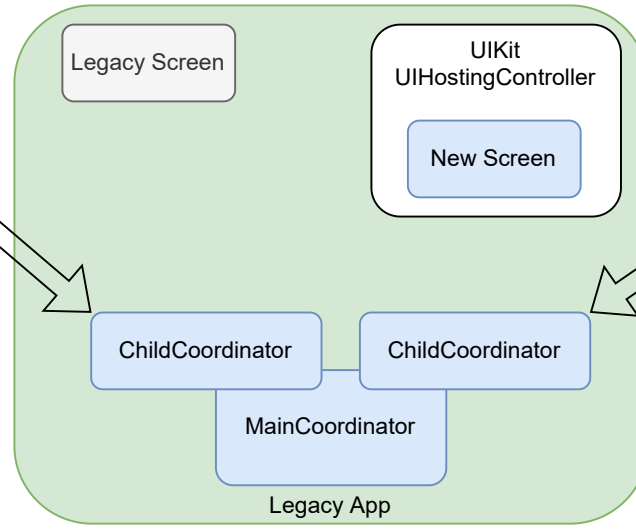 Legacy Screen
UIKit
UIHostingController
New Screen
ChildCoordinator
ChildCoordinator
MainCoordinator
Legacy App